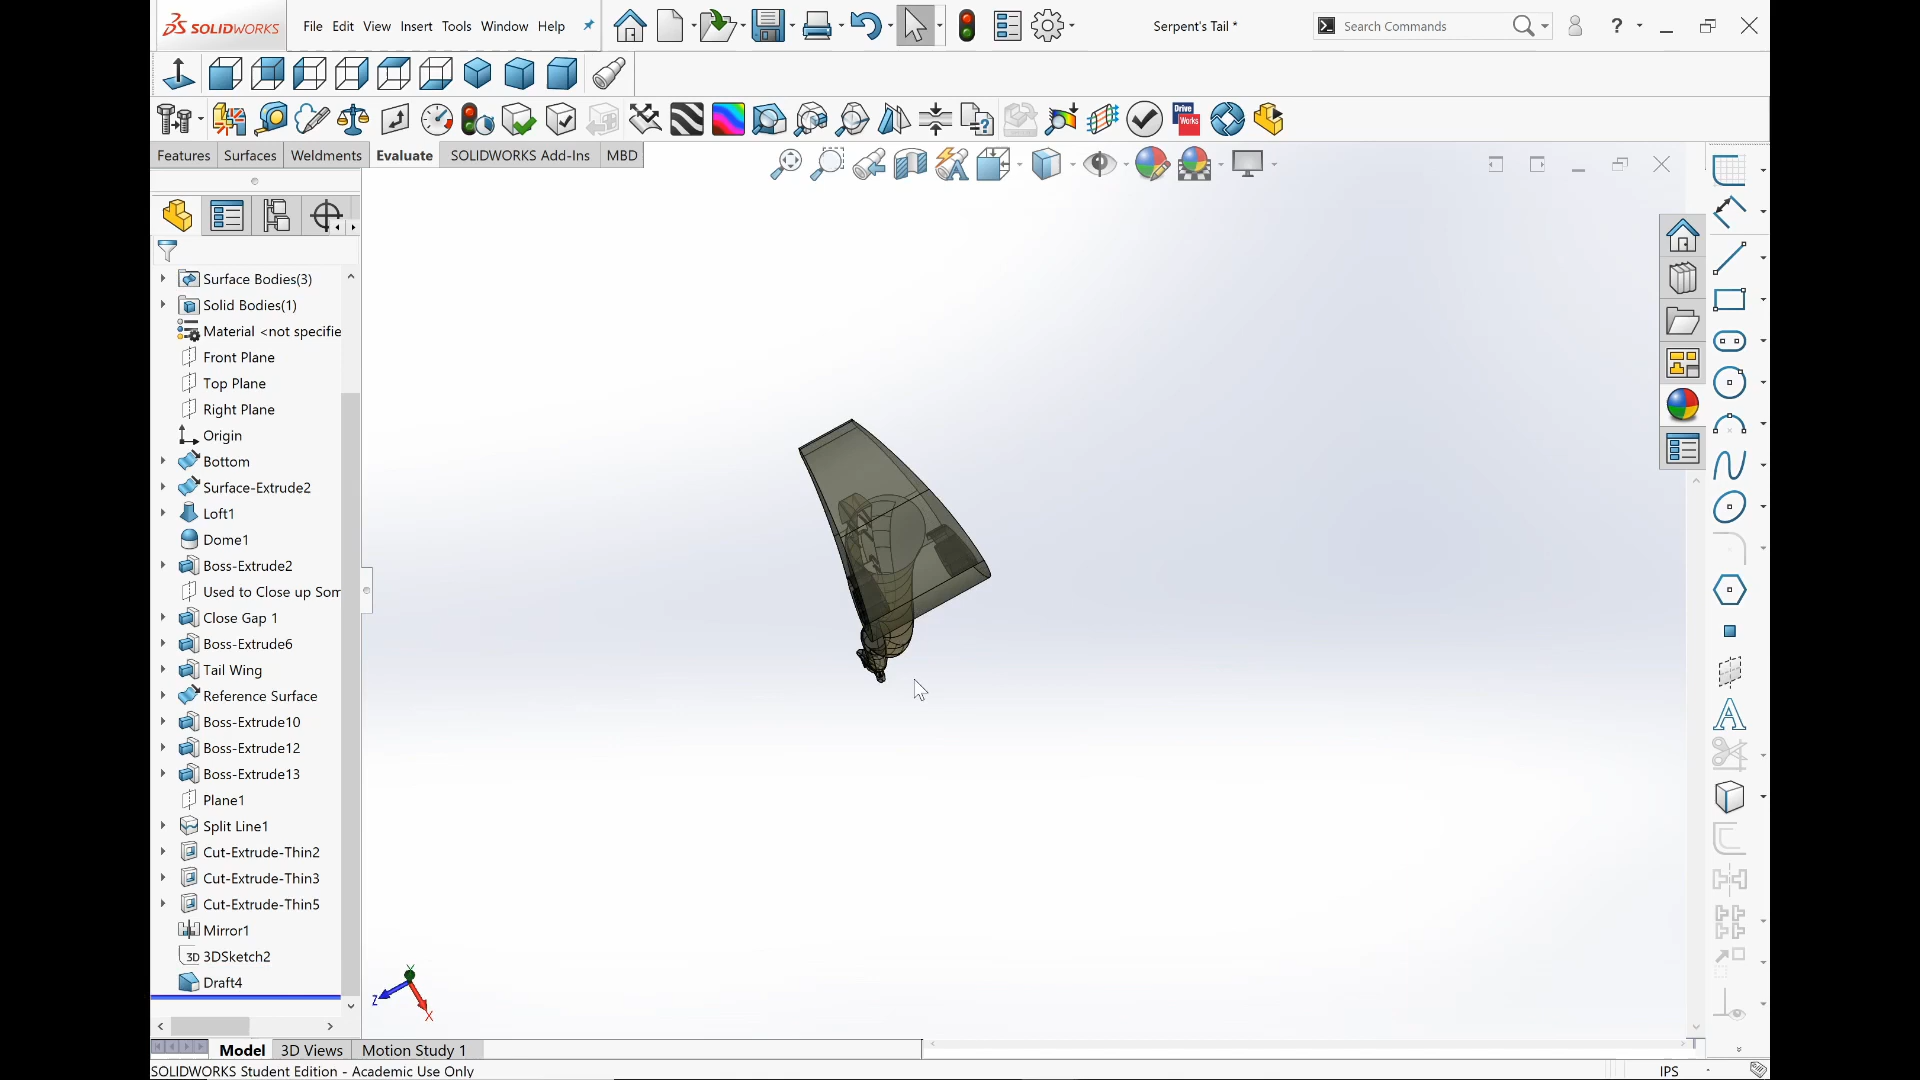 SOLIDWORKS
File Edit View Insert Tools Window Help
Serpent's Tail *
Search Commands
?
Drive Works
Features Surfaces Weldments Evaluate SOLIDWORKS Add-Ins MBD
Surface Bodies(3)
Solid Bodies(1)
Material <not specifie
Front Plane
Top Plane
Right Plane
Origin
Bottom
Surface-Extrude2
Loft1
Dome1
Boss-Extrude2
Used to Close up Som
Close Gap 1
Boss-Extrude6
Tail Wing
Reference Surface
Boss-Extrude10
Boss-Extrude12
Boss-Extrude13
Plane1
Split Line1
Cut-Extrude-Thin2
Cut-Extrude-Thin3
Cut-Extrude-Thin5
Mirror1
3D 3DSketch2
Draft4
Y
Z
X
Model 3D Views Motion Study 1
SOLIDWORKS Student Edition - Academic Use Only
IPS -